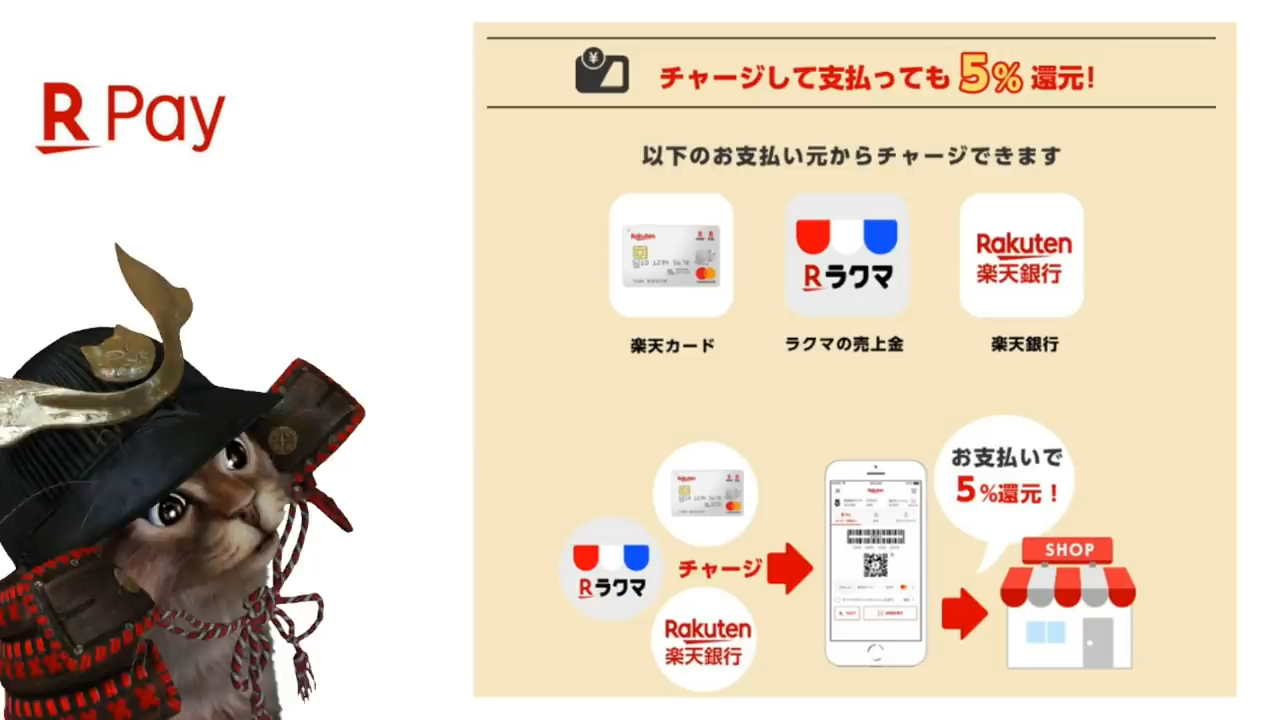 R Pay
チャージして支払っても 5% 還元!
以下のお支払い元からチャージできます
Rakuten
R ラクマ
Rakuten
楽天銀行
楽天カード
ラクマの売上金
楽天銀行
お支払いで
5%還元!
Rakuten
SHOP
R ラクマ
チャージ
Rakuten
楽天銀行
Rakuten